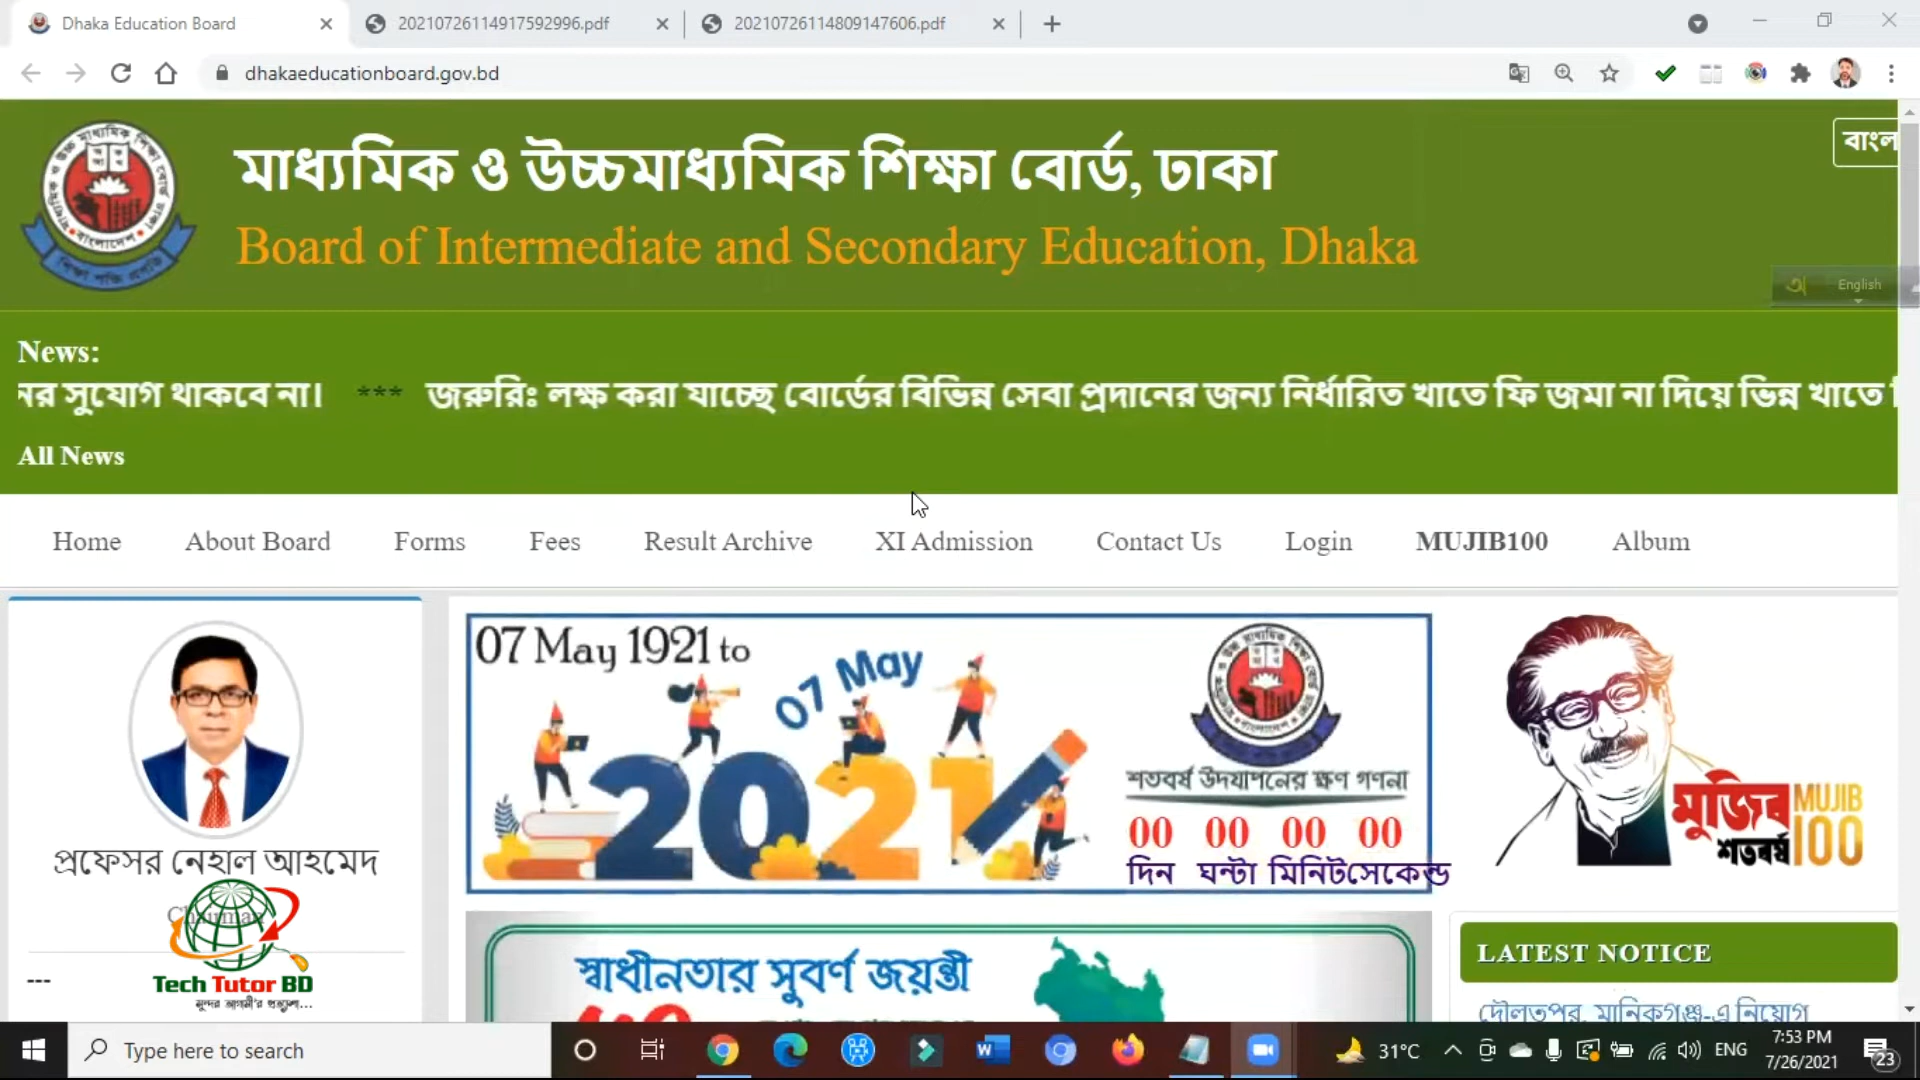 Dhaka Education Board
20210726114917592996.pdf
20210726114809147606.pdf
dhakaeducationboard.gov.bd
মাধ্যমিক ও উচ্চমাধ্যমিক শিক্ষা বোর্ড, ঢাকা
Board of Intermediate and Secondary Education, Dhaka
English
News:
সুযোগ থাকবে না। *** জরুরিঃ লক্ষ করা যাচ্ছে বোর্ডের বিভিন্ন সেবা প্রদানের জন্য নির্ধারিত খাতে ফি জমা না দিয়ে ভিন্ন খাতে
All News
Home About Board Forms Fees Result Archive XI Admission Contact Us Login MUJIB100 Album
07 May 1921 to
07 May
2021
শতবর্ষ উদযাপনের ক্ষণ গণনা
00 00 00 00
দিন ঘন্টা মিনিট সেকেন্ড
মুজিব
শতবর্ষ
MUJIB
100
প্রফেসর নেহাল আহমেদ
Chairman
---
Tech Tutor BD
স্বাধীনতার সুবর্ণ জয়ন্তী
LATEST NOTICE
দৌলতপুর, মানিকগঞ্জ-এ নিয়োগ
Type here to search
31°C
ENG
7:53 PM
7/26/2021
23